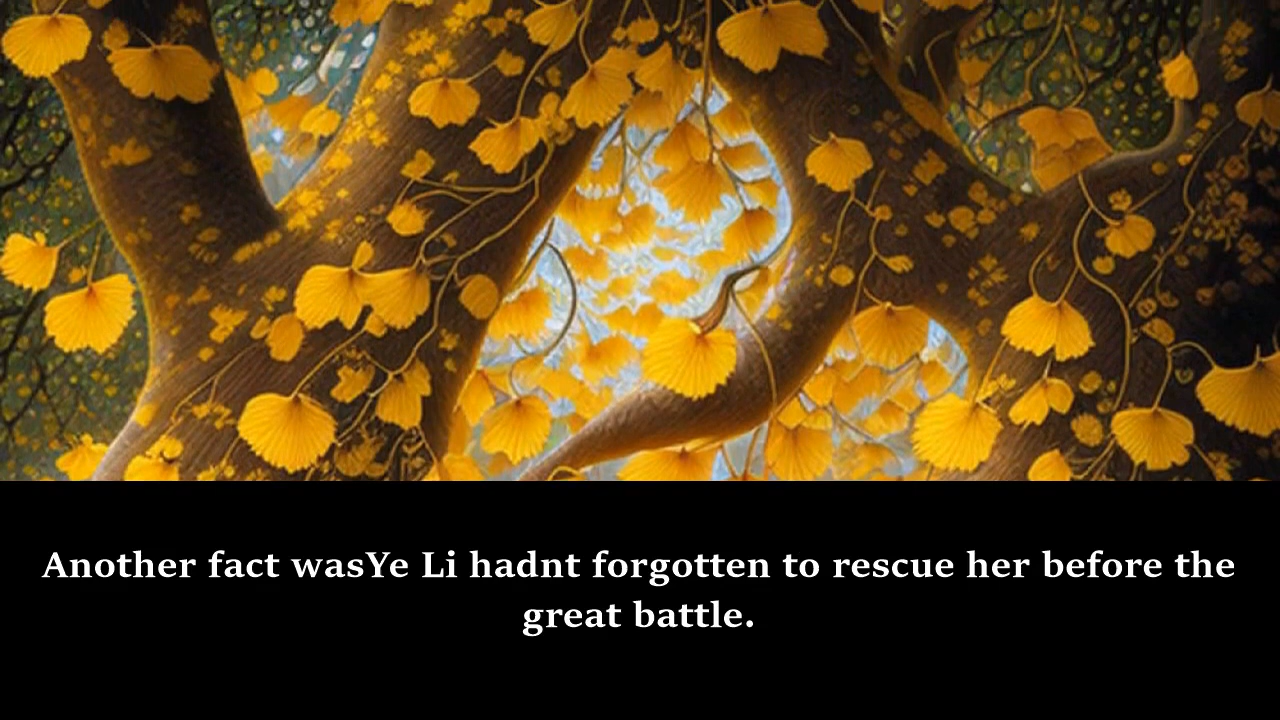 Another fact wasYe Li hadnt forgotten to rescue her before the
great battle.